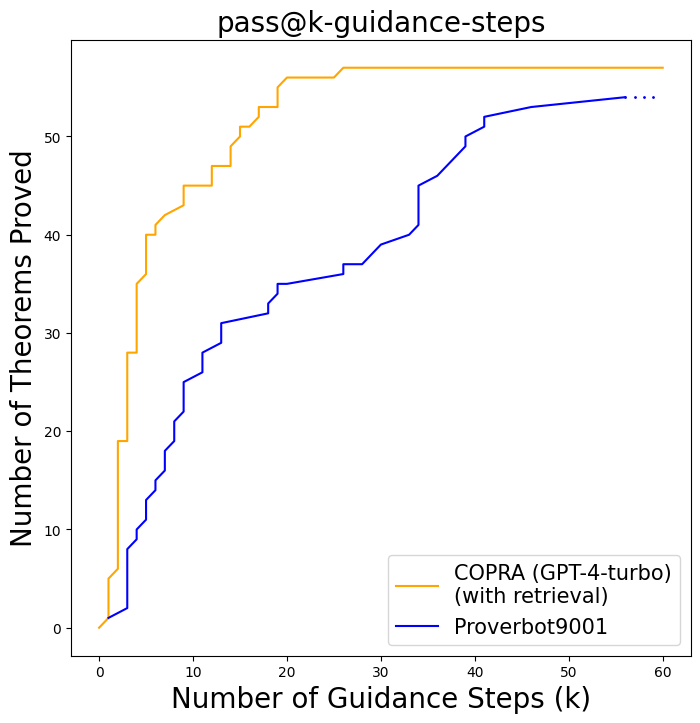 pass@k-guidance-steps
Number of Theorems Proved
50
40
30
20
10
0
0 10 20 30 40 50 60
Number of Guidance Steps (k)
COPRA (GPT-4-turbo)
(with retrieval)
Proverbot9001